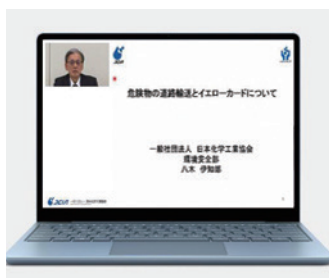 危険物の道路輸送とイエローカードについて
一般社団法人 日本化学工業協会
環境安全部
八木 伊知郎